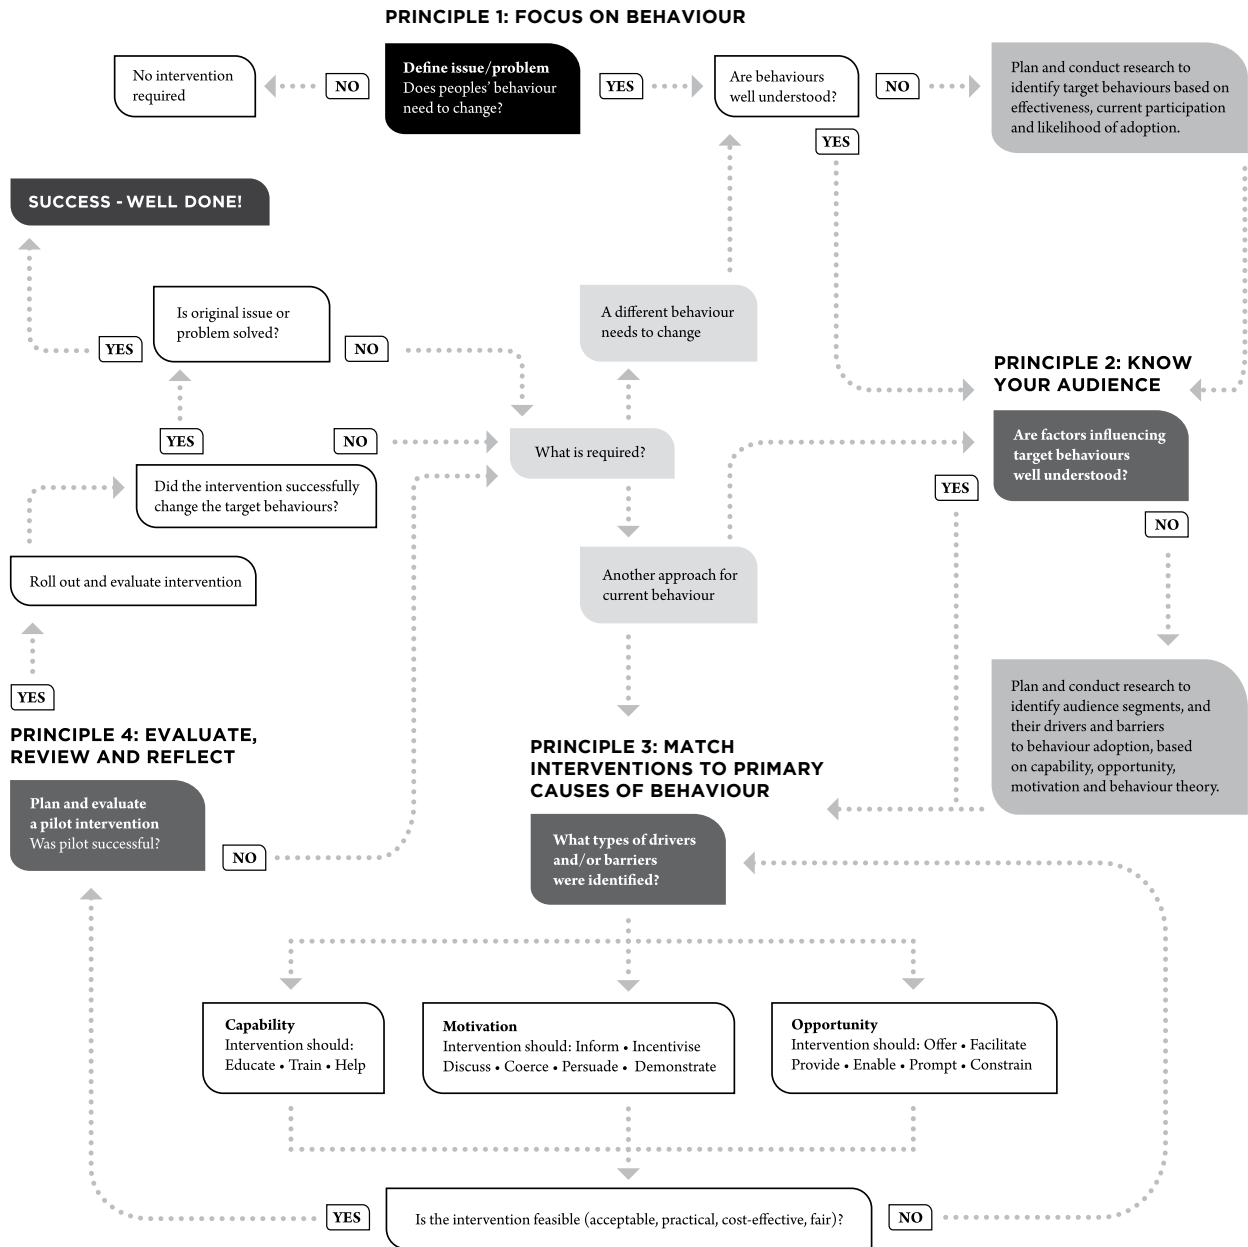 PRINCIPLE 1: FOCUS ON BEHAVIOUR
No intervention
required
NO
Define issue/problem
Does peoples' behaviour
need to change?
YES
Are behaviours
well understood?
NO
Plan and conduct research to
identify target behaviours based on
effectiveness, current participation
and likelihood of adoption.
YES
SUCCESS - WELL DONE!
Is original issue or
problem solved?
YES
NO
A different behaviour
needs to change
PRINCIPLE 2: KNOW
YOUR AUDIENCE
Are factors influencing
target behaviours
well understood?
YES
NO
YES
NO
What is required?
Did the intervention successfully
change the target behaviours?
Roll out and evaluate intervention
Another approach for
current behaviour
YES
Plan and conduct research to
identify audience segments, and
their drivers and barriers
to behaviour adoption, based
on capability, opportunity,
motivation and behaviour theory.
PRINCIPLE 4: EVALUATE,
REVIEW AND REFLECT
Plan and evaluate
a pilot intervention
Was pilot successful?
NO
PRINCIPLE 3: MATCH
INTERVENTIONS TO PRIMARY
CAUSES OF BEHAVIOUR
What types of drivers
and/or barriers
were identified?
Capability
Intervention should:
Educate • Train • Help
Motivation
Intervention should: Inform • Incentivise
Discuss • Coerce • Persuade • Demonstrate
Opportunity
Intervention should: Offer • Facilitate
Provide • Enable • Prompt • Constrain
YES
Is the intervention feasible (acceptable, practical, cost-effective, fair)?
NO